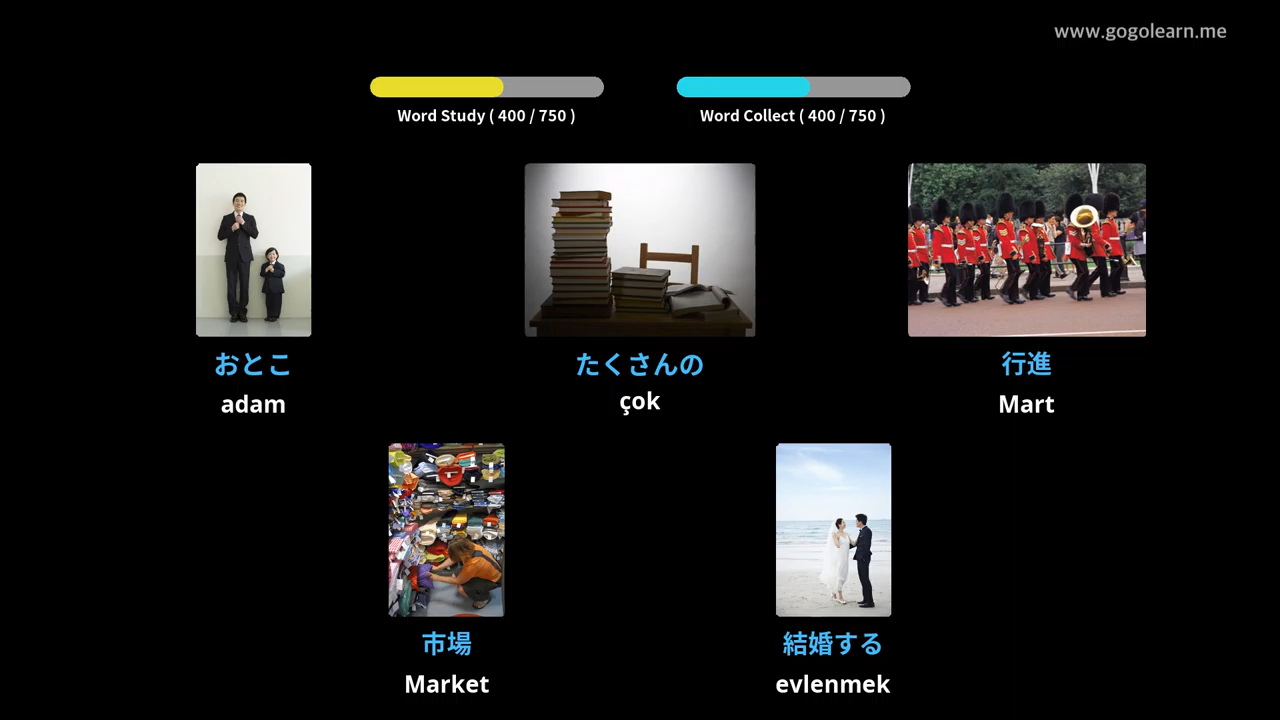 www.gogolearn.me
Word Study ( 400 / 750 )
Word Collect ( 400 / 750 )
おとこ
adam
たくさんの
çok
行進
Mart
市場
Market
結婚する
evlenmek